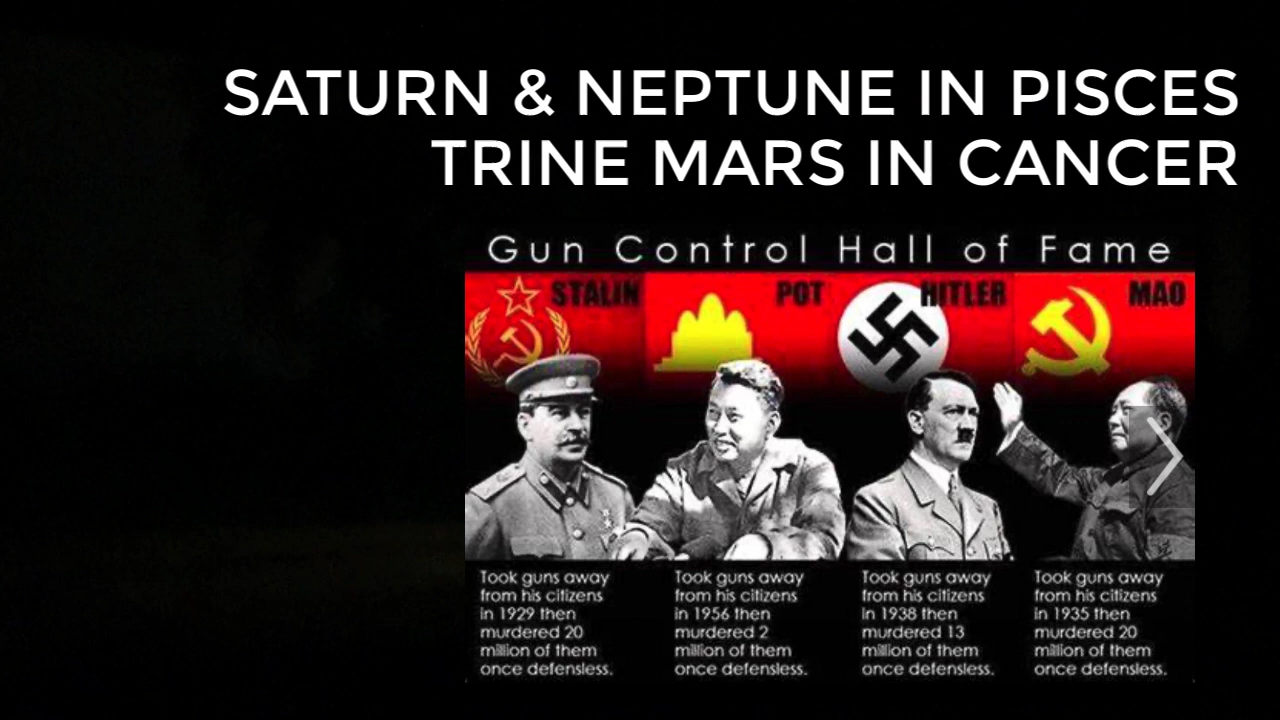 SATURN & NEPTUNE IN PISCES
TRINE MARS IN CANCER
Gun Control Hall of Fame
STALIN
POT
HITLER
MAO
Took guns away
from his citizens
in 1929 then
murdered 20
million of them
once defensless.
Took guns away
from his citizens
in 1956 then
murdered 2
million of them
once defensless.
Took guns away
from his citizens
in 1938 then
murdered 13
million of them
once defensless.
Took guns away
from his citizens
in 1935 then
murdered 20
million of them
once defensless.